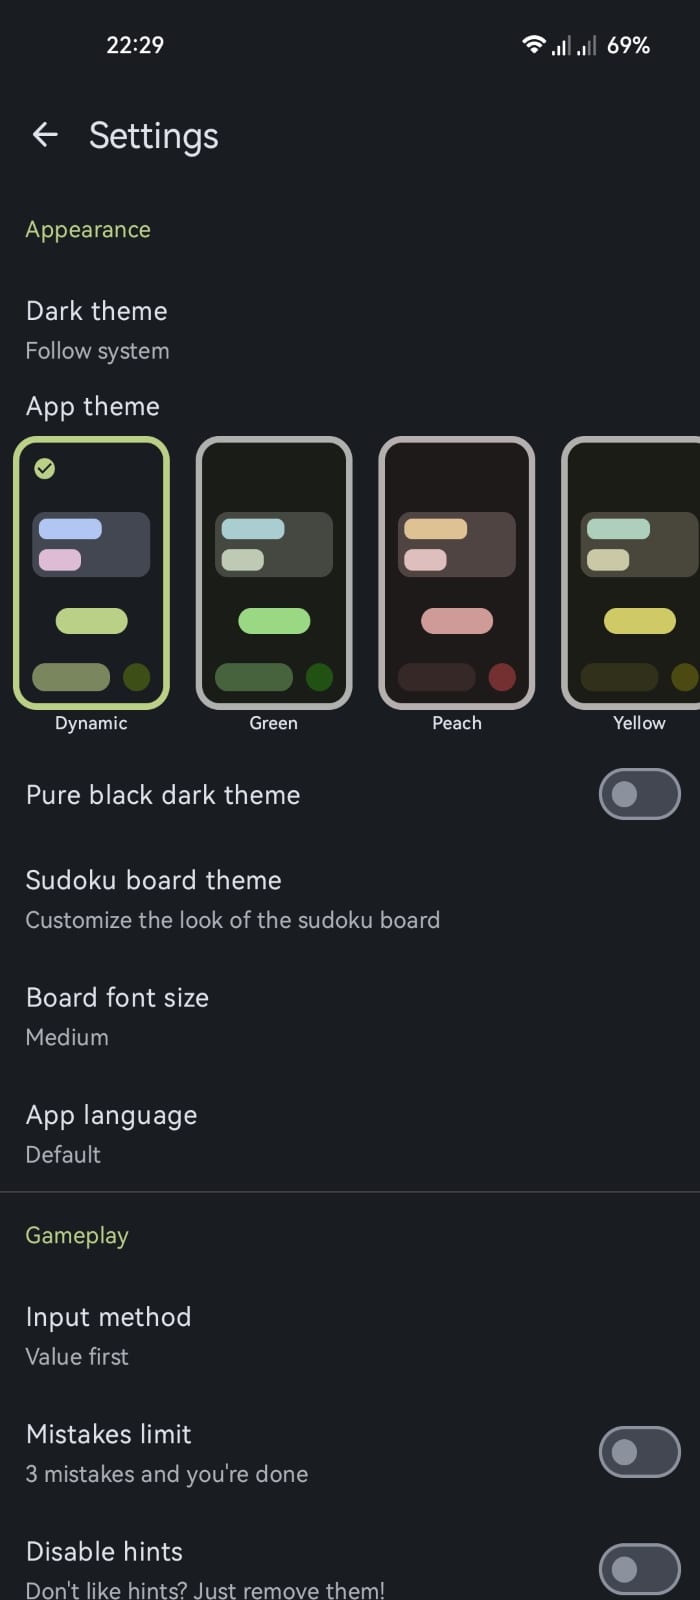 22:29
69%
Settings
Appearance
Dark theme
Follow system
App theme
Dynamic
Green
Peach
Yellow
Pure black dark theme
Sudoku board theme
Customize the look of the sudoku board
Board font size
Medium
App language
Default
Gameplay
Input method
Value first
Mistakes limit
3 mistakes and you're done
Disable hints
Don't like hints? Just remove them!